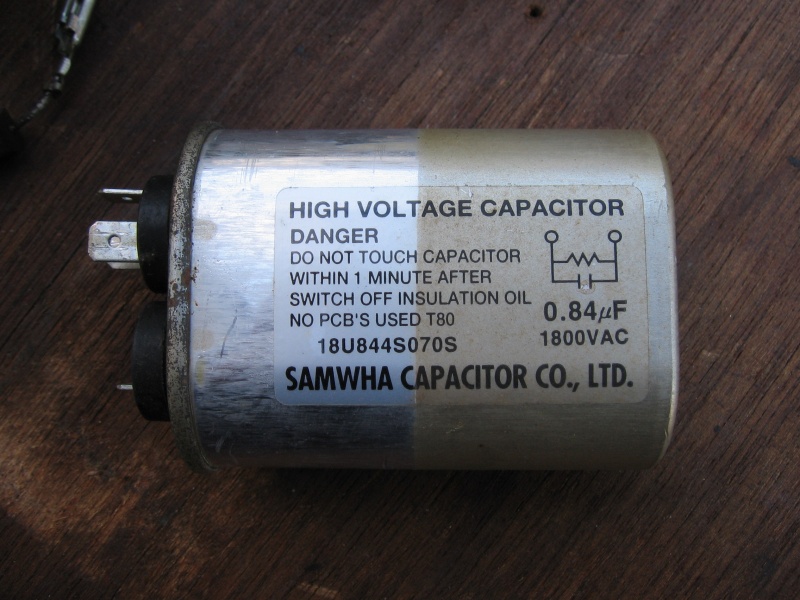 HIGH VOLTAGE CAPACITOR
DANGER
DO NOT TOUCH CAPACITOR
WITHIN 1 MINUTE AFTER
SWITCH OFF INSULATION OIL
NO PCB'S USED T80
0.84µF
18U844S070S
1800VAC
SAMWHA CAPACITOR CO., LTD.